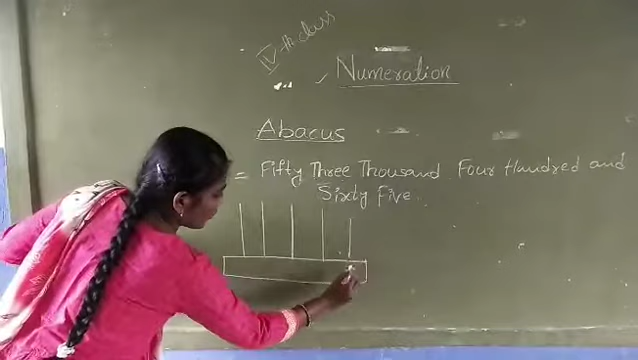 IV th class
Numeration
Abacus
= Fifty Three Thousand Four Hundred and
Sixty Five.